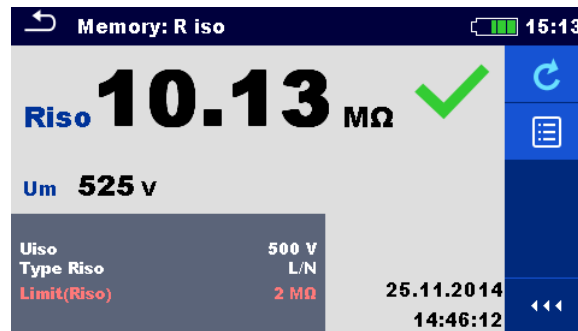 Memory: R iso 15:13
Riso 10.13 MΩ
Um 525 V
Uiso 500 V
Type Riso L/N
Limit(Riso) 2 MΩ
25.11.2014
14:46:12